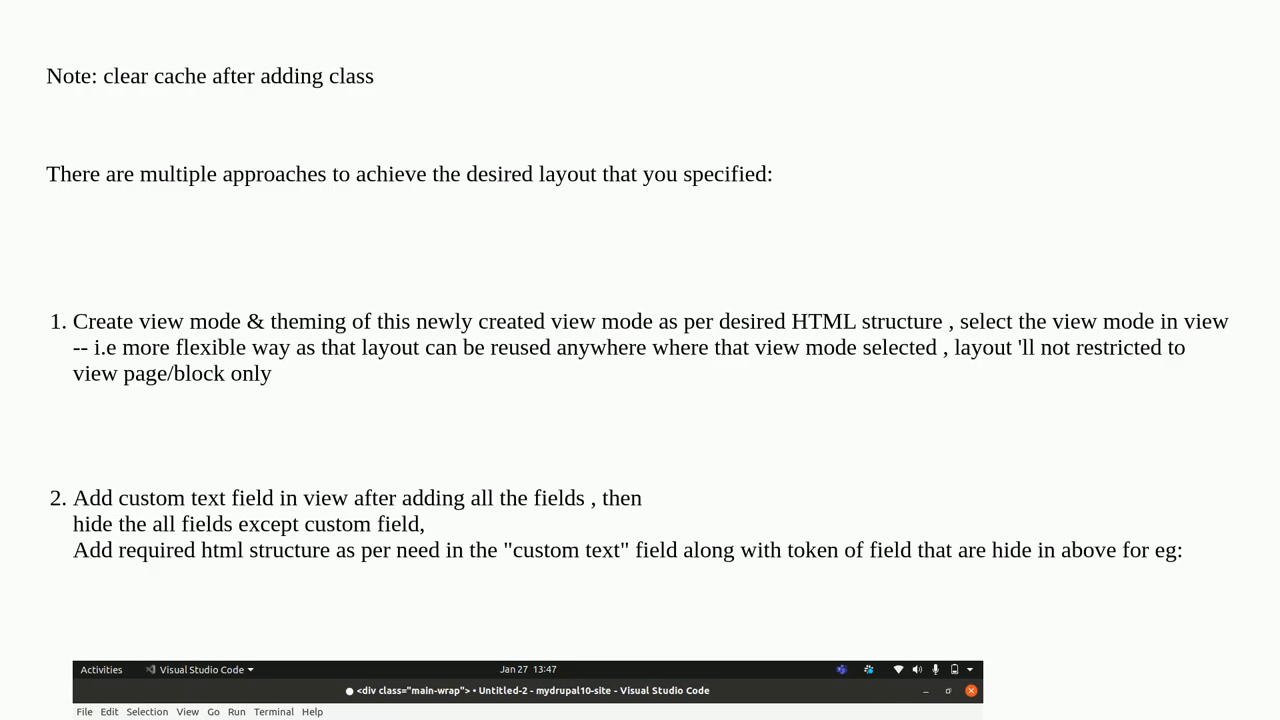 Note: clear cache after adding class
There are multiple approaches to achieve the desired layout that you specified:
1. Create view mode & theming of this newly created view mode as per desired HTML structure , select the view mode in view
-- i.e more flexible way as that layout can be reused anywhere where that view mode selected , layout 'll not restricted to
view page/block only
2. Add custom text field in view after adding all the fields , then
hide the all fields except custom field,
Add required html structure as per need in the "custom text" field along with token of field that are hide in above for eg:
Activities Visual Studio Code Jan 27 13:47
<div class="main-wrap"> • Untitled-2 - mydrupal10-site - Visual Studio Code
File Edit Selection View Go Run Terminal Help